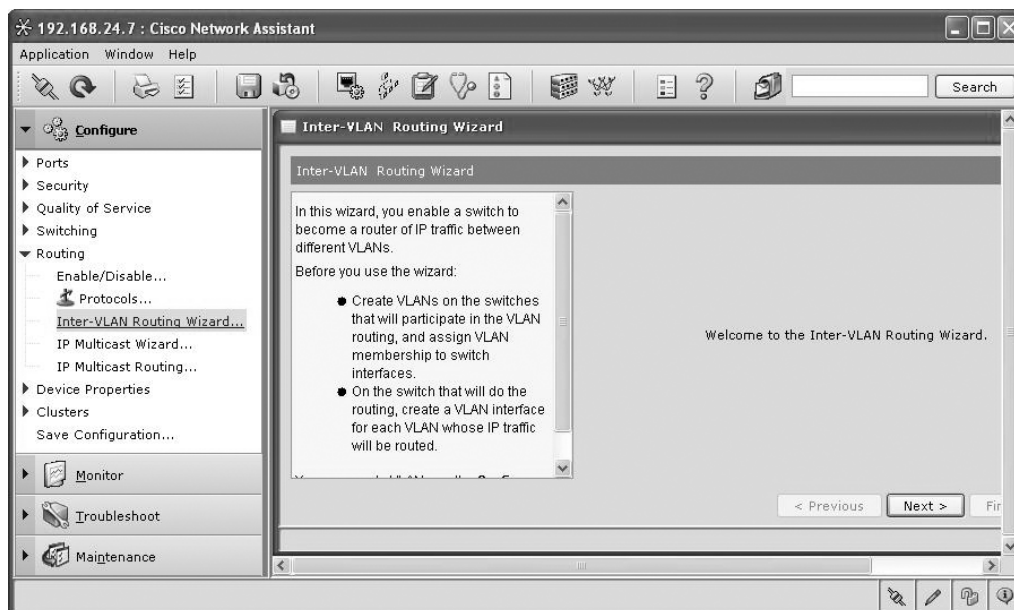 192.168.24.7 : Cisco Network Assistant
Application Window Help
Search
Configure
Ports
Security
Quality of Service
Switching
Routing
Enable/Disable...
Protocols...
Inter-VLAN Routing Wizard...
IP Multicast Wizard...
IP Multicast Routing...
Device Properties
Clusters
Save Configuration...
Monitor
Troubleshoot
Maintenance
Inter-VLAN Routing Wizard
Inter-VLAN Routing Wizard
In this wizard, you enable a switch to
become a router of IP traffic between
different VLANs.
Before you use the wizard:
● Create VLANs on the switches
that will participate in the VLAN
routing, and assign VLAN
membership to switch
interfaces.
● On the switch that will do the
routing, create a VLAN interface
for each VLAN whose IP traffic
will be routed.
Welcome to the Inter-VLAN Routing Wizard.
< Previous
Next >
Fin